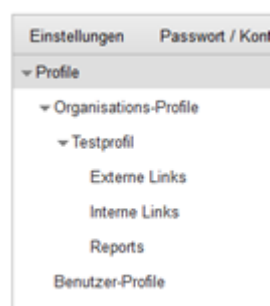 Einstellungen Passwort / Kont
Profile
Organisations-Profile
Testprofil
Externe Links
Interne Links
Reports
Benutzer-Profile